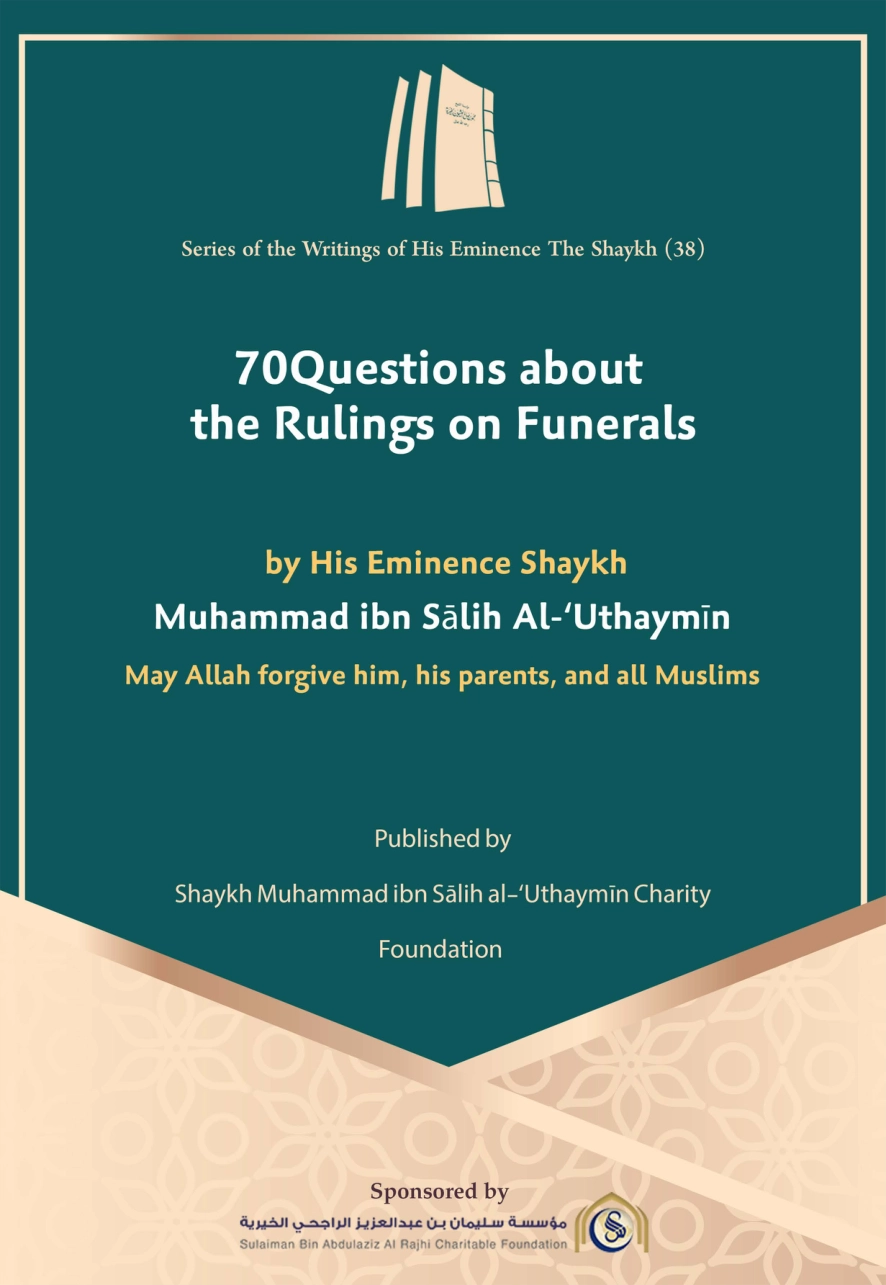 Series of the Writings of His Eminence The Shaykh (38)
70Questions about
the Rulings on Funerals
by His Eminence Shaykh
Muhammad ibn Sālih Al-‘Uthaymīn
May Allah forgive him, his parents, and all Muslims
Published by
Shaykh Muhammad ibn Sālih al–‘Uthaymīn Charity
Foundation
Sponsored by
مؤسسة سليمان بن عبدالعزيز الراجحي الخيرية
Sulaiman Bin Abdulaziz Al Rajhi Charitable Foundation